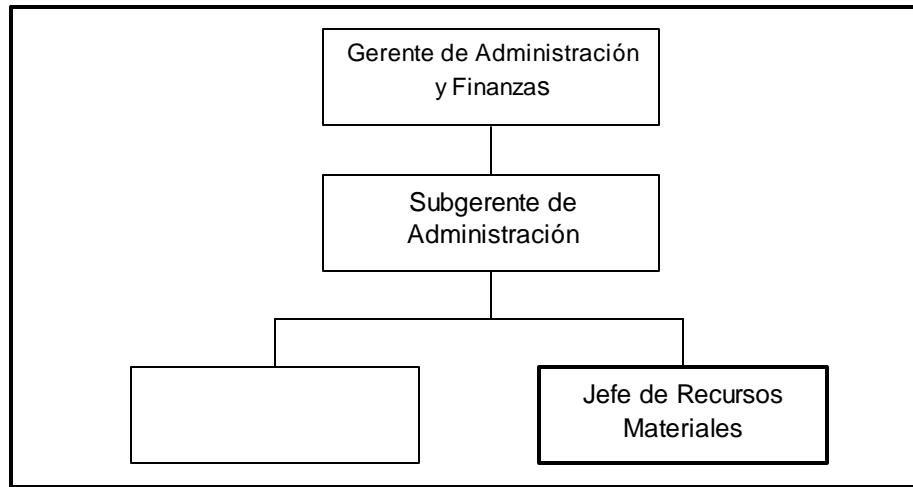 Gerente de Administración
y Finanzas
Subgerente de
Administración
Jefe de Recursos
Materiales